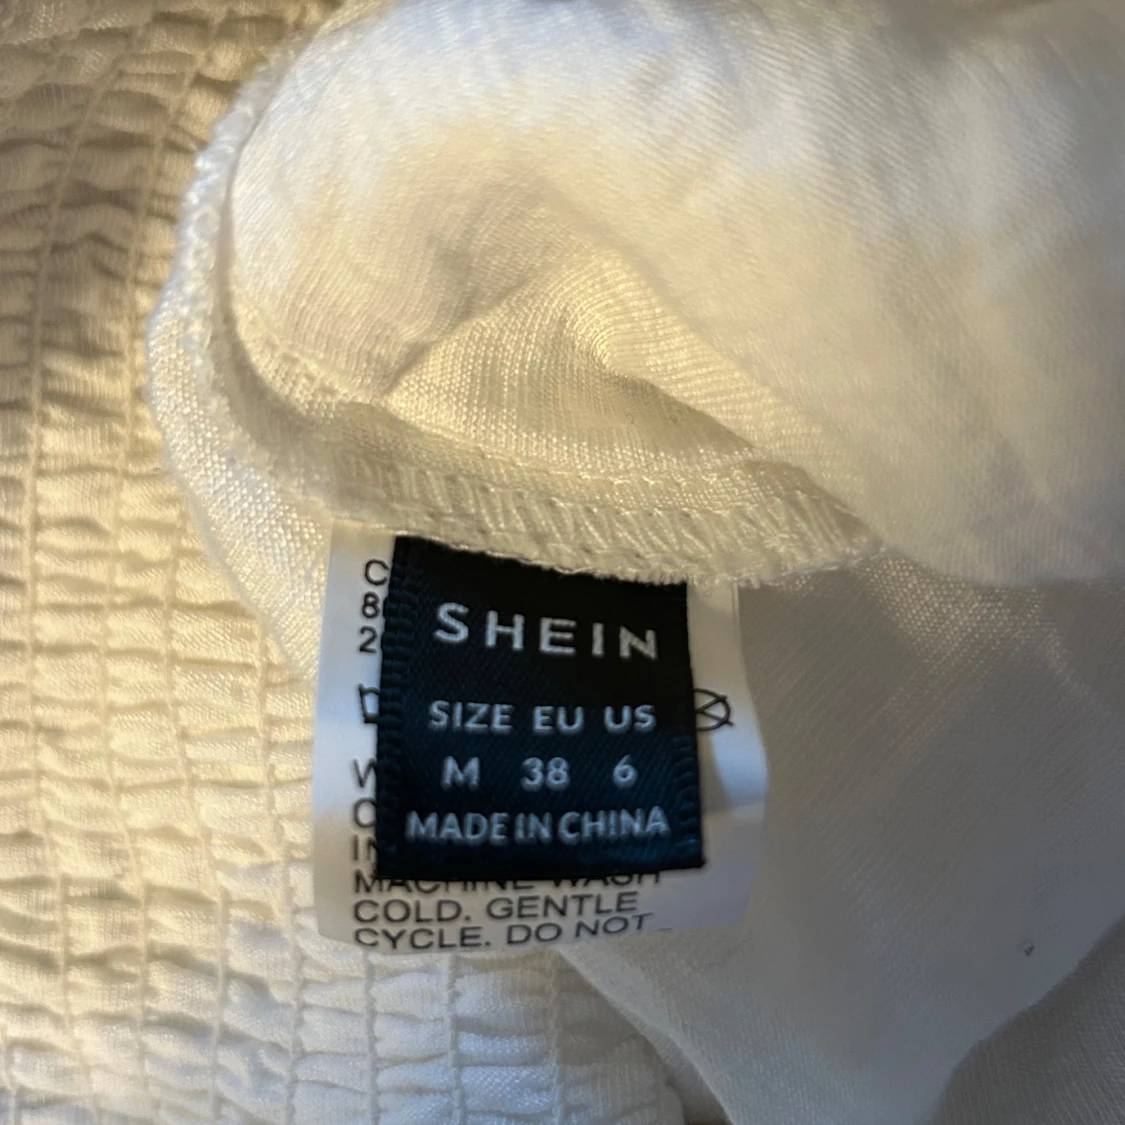 SHEIN
SIZE EU US
M 38 6
MADE IN CHINA
MACHINE WASH
COLD. GENTLE
CYCLE. DO NOT